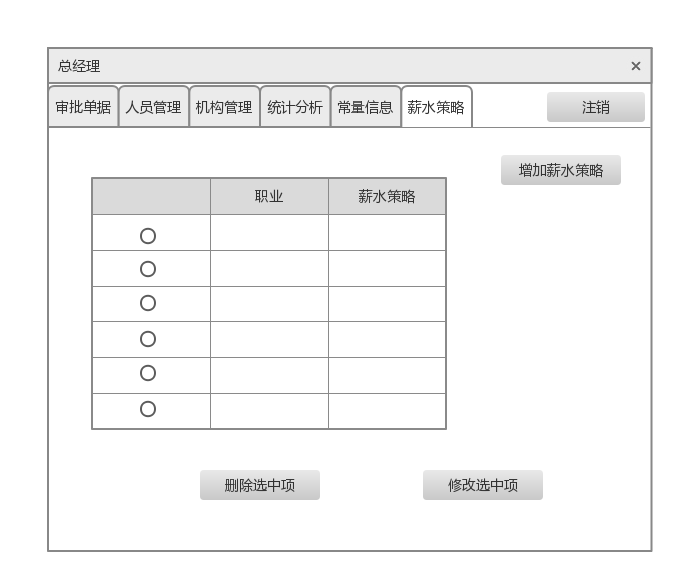 总经理
审批单据 人员管理 机构管理 统计分析 常量信息 薪水策略 注销
增加薪水策略
职业 薪水策略
删除选中项 修改选中项